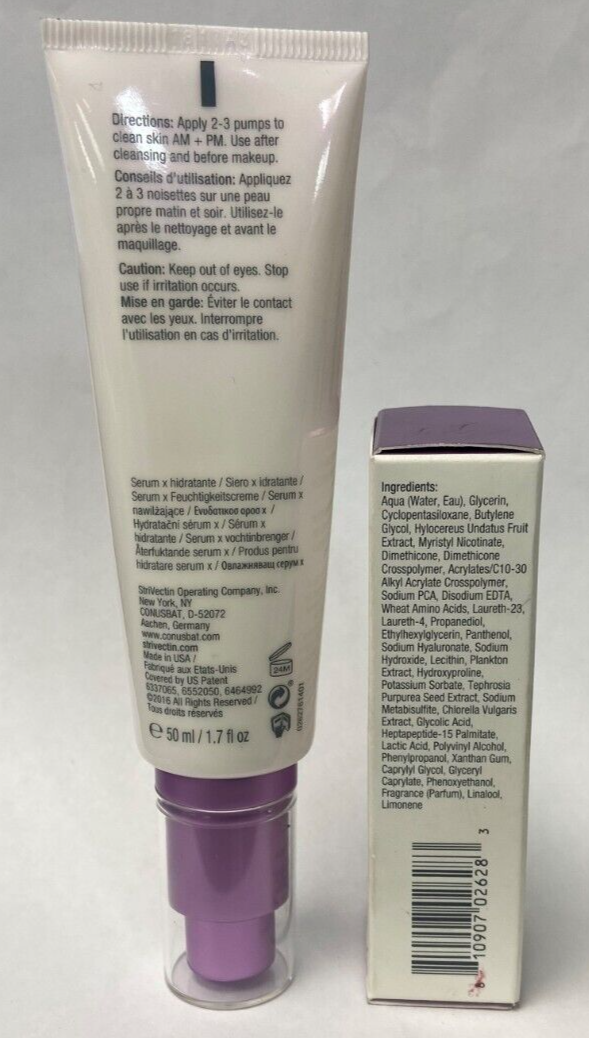 Directions: Apply 2-3 pumps to
clean skin AM + PM. Use after
cleansing and before makeup.
Conseils d'utilisation: Appliquez
2 à 3 noisettes sur une peau
propre matin et soir. Utilisez-le
après le nettoyage et avant le
maquillage.
Caution: Keep out of eyes. Stop
use if irritation occurs.
Mise en garde: Éviter le contact
avec les yeux. Interrompre
l'utilisation en cas d'irritation.
Serum x hidratante / Siero x idratante /
Serum x Feuchtigkeitscreme / Serum x
nawilżające / Ενυδατικοσ οροσ x /
Hydratační sérum x / Sérum x
hidratante / Serum x vochtinbrenger /
Återfuktande serum x / Produs pentru
hidratare serum x / Овлажняващ серум x
StriVectin Operating Company, Inc.
New York, NY
CONUSBAT, D-52072
Aachen, Germany
www.conusbat.com
strivectin.com
Made in USA /
Fabriqué aux Etats-Unis
Covered by US Patent
6337065, 6552050, 6464992
©2016 All Rights Reserved /
Tous droits réservés
℮ 50 ml / 1.7 fl oz
24M
Ingredients:
Aqua (Water, Eau), Glycerin,
Cyclopentasiloxane, Butylene
Glycol, Hylocereus Undatus Fruit
Extract, Myristyl Nicotinate,
Dimethicone, Dimethicone
Crosspolymer, Acrylates/C10-30
Alkyl Acrylate Crosspolymer,
Sodium PCA, Disodium EDTA,
Wheat Amino Acids, Laureth-23,
Laureth-4, Propanediol,
Ethylhexylglycerin, Panthenol,
Sodium Hyaluronate, Sodium
Hydroxide, Lecithin, Plankton
Extract, Hydroxyproline,
Potassium Sorbate, Tephrosia
Purpurea Seed Extract, Sodium
Metabisulfite, Chlorella Vulgaris
Extract, Glycolic Acid,
Heptapeptide-15 Palmitate,
Lactic Acid, Polyvinyl Alcohol,
Phenylpropanol, Xanthan Gum,
Caprylyl Glycol, Glyceryl
Caprylate, Phenoxyethanol,
Fragrance (Parfum), Linalool,
Limonene
8 10907 02628 3